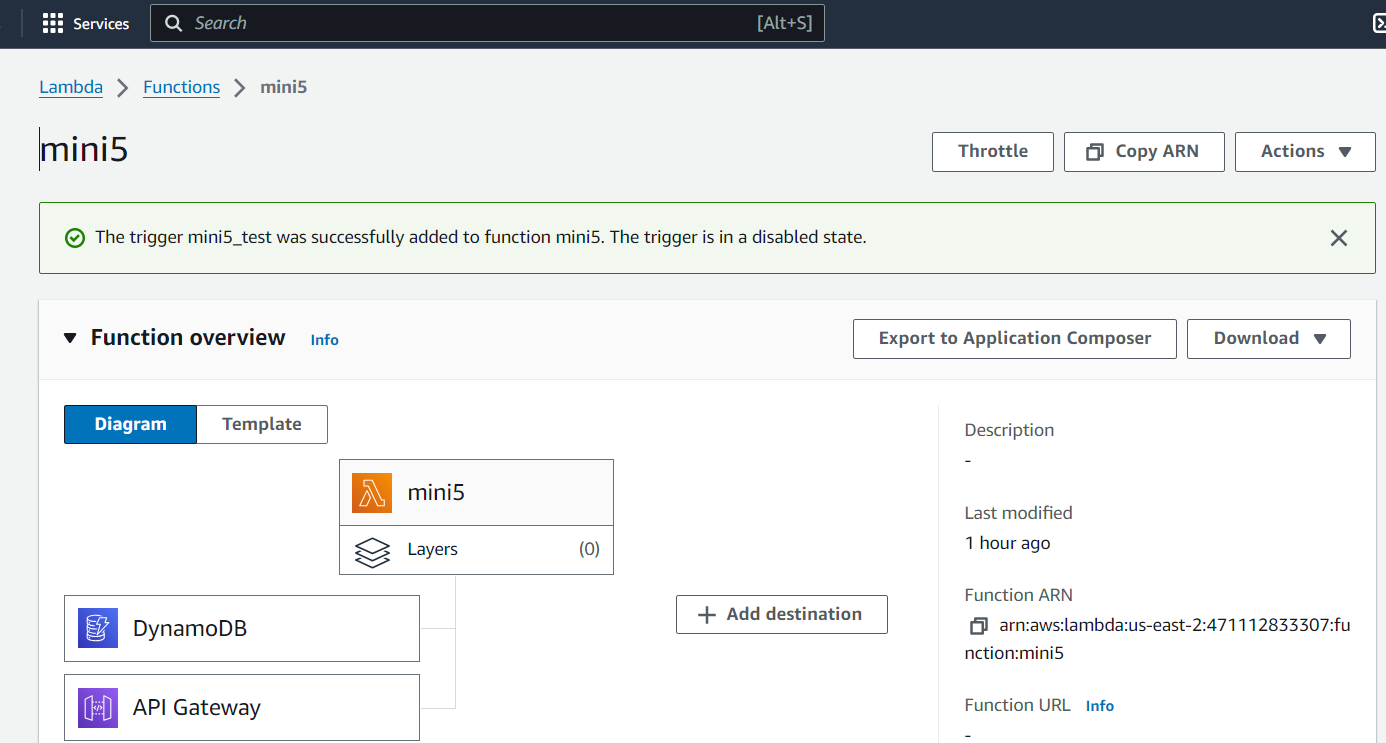 Services
Search
[Alt+S]
Lambda
Functions
mini5
mini5
Throttle
Copy ARN
Actions
The trigger mini5_test was successfully added to function mini5. The trigger is in a disabled state.
Function overview
Info
Export to Application Composer
Download
Diagram
Template
mini5
Layers
(0)
DynamoDB
API Gateway
Add destination
Description
-
Last modified
1 hour ago
Function ARN
arn:aws:lambda:us-east-2:471112833307:fu
nction:mini5
Function URL
Info
-